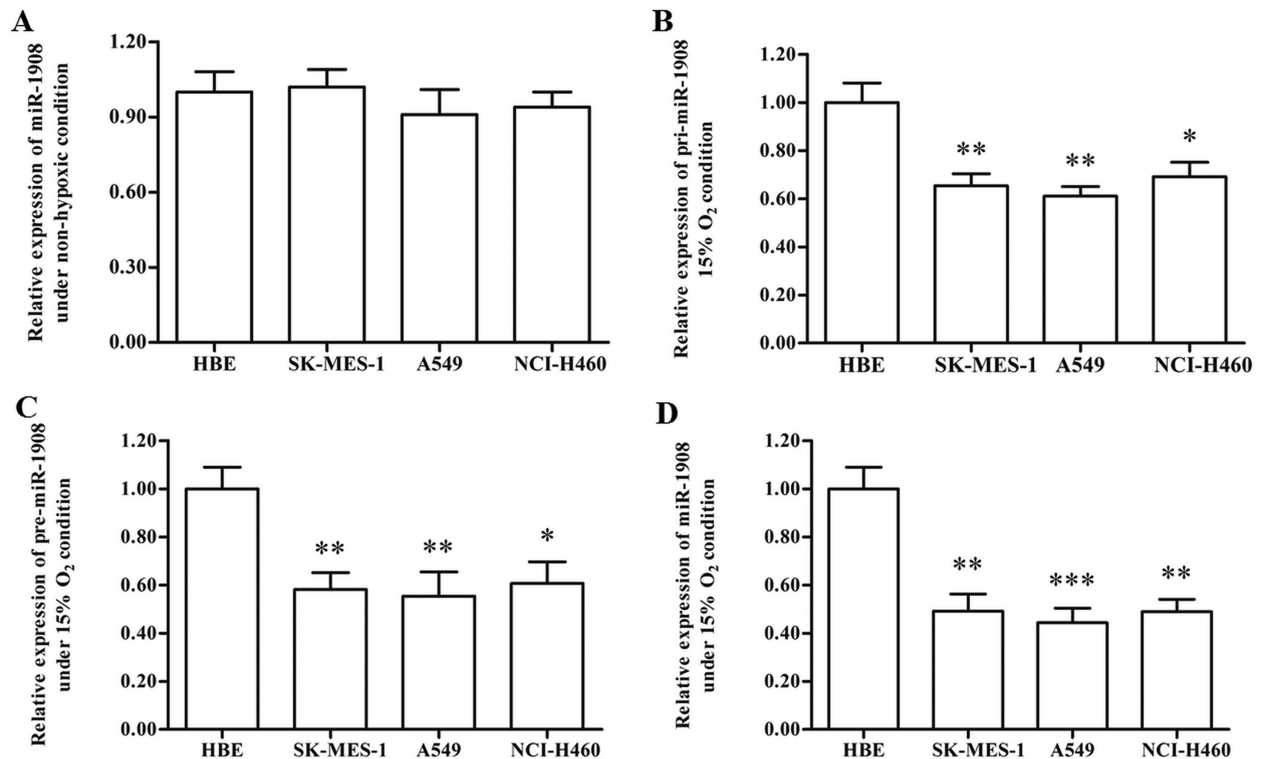 A
Relative expression of miR-1908
under non-hypoxic condition
1.20
0.90
0.60
0.30
0.00
HBE SK-MES-1 A549 NCI-H460
B
Relative expression of pri-miR-1908
15% O2 condition
1.20
1.00
0.80
0.60
0.40
0.20
0.00
** ** *
HBE SK-MES-1 A549 NCI-H460
C
Relative expression of pre-miR-1908
under 15% O2 condition
1.20
1.00
0.80
0.60
0.40
0.20
0.00
** ** *
HBE SK-MES-1 A549 NCI-H460
D
Relative expression of miR-1908
under 15% O2 condition
1.20
1.00
0.80
0.60
0.40
0.20
0.00
** *** **
HBE SK-MES-1 A549 NCI-H460